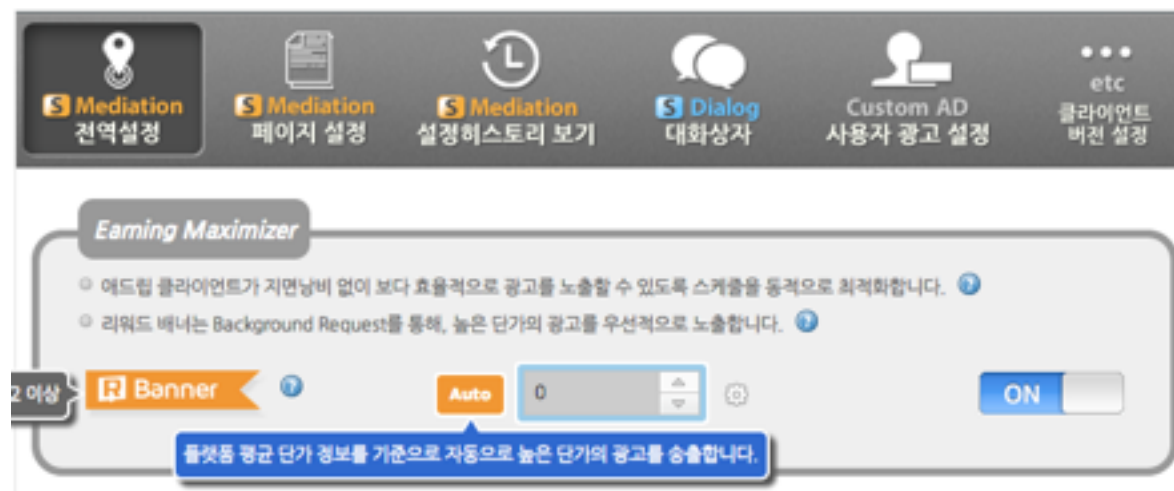 S Mediation
전역설정
S Mediation
페이지 설정
S Mediation
설정히스토리 보기
S Dialog
대화상자
Custom AD
사용자 광고 설정
etc
클라이언트
버전 설정
Earning Maximizer
애드립 클라이언트가 지면낭비 없이 보다 효율적으로 광고를 노출할 수 있도록 스케줄을 동적으로 최적화합니다. ?
리워드 배너는 Background Request를 통해, 높은 단가의 광고를 우선적으로 노출합니다. ?
2 이상 R Banner ? Auto 0 ON
플랫폼 평균 단가 정보를 기준으로 자동으로 높은 단가의 광고를 송출합니다.